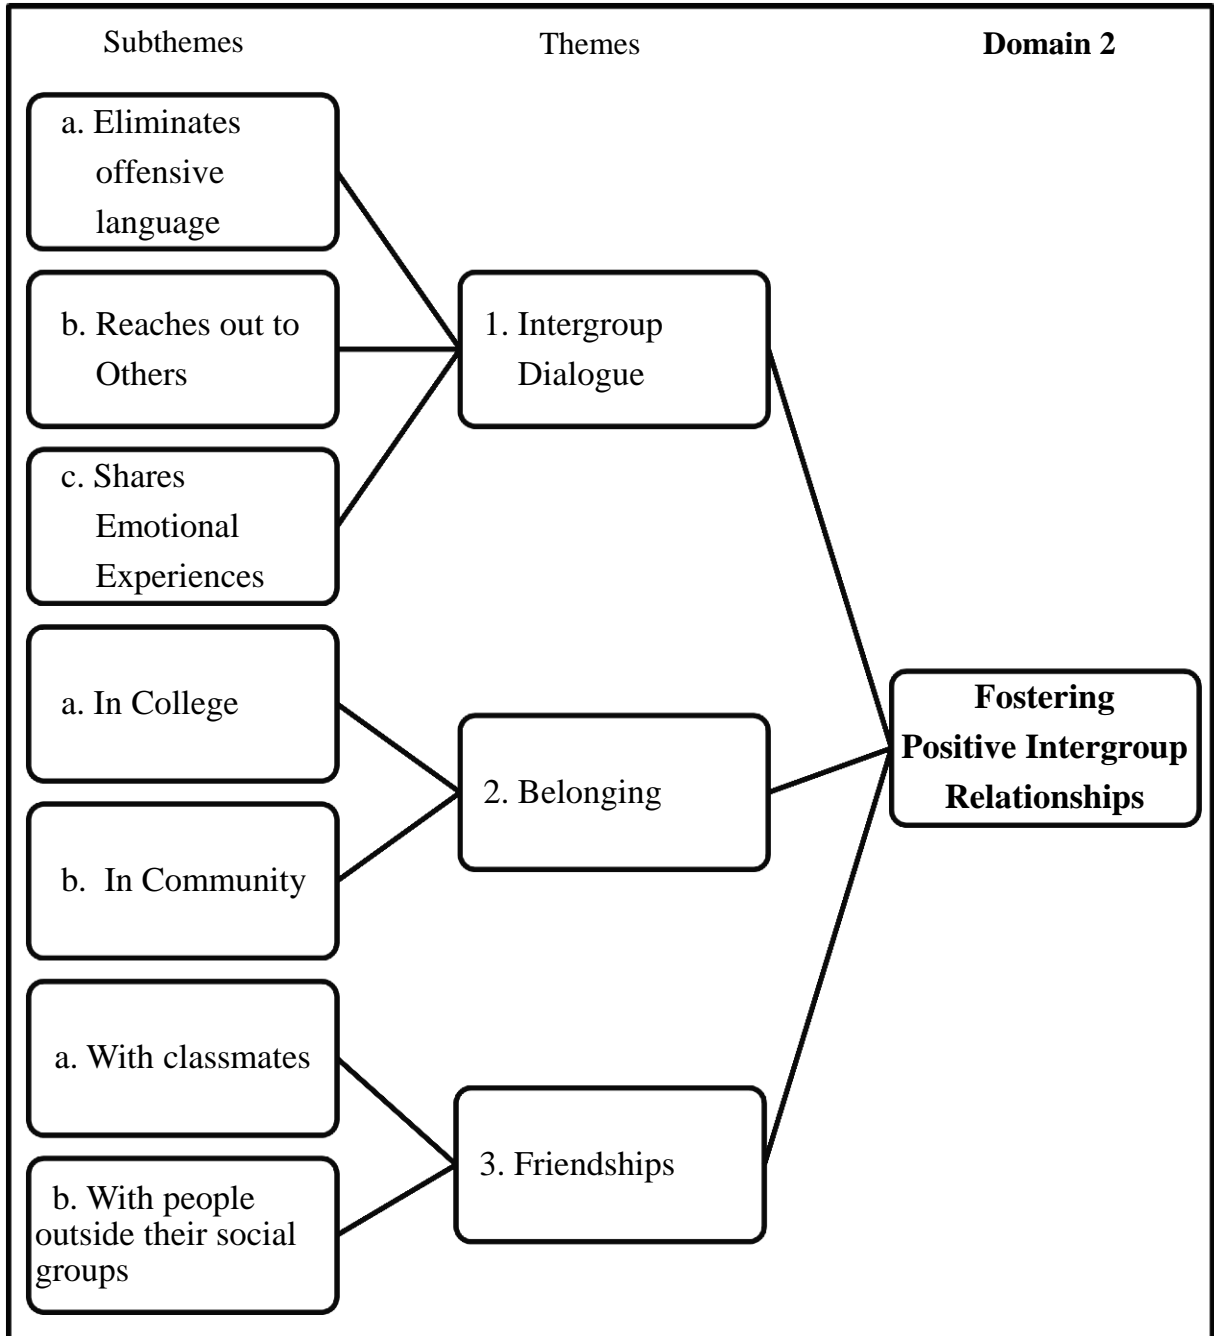 Subthemes
Themes
Domain 2
a. Eliminates
offensive
language
b. Reaches out to
Others
c. Shares
Emotional
Experiences
1. Intergroup
Dialogue
a. In College
b. In Community
2. Belonging
Fostering
Positive Intergroup
Relationships
a. With classmates
b. With people
outside their social
groups
3. Friendships